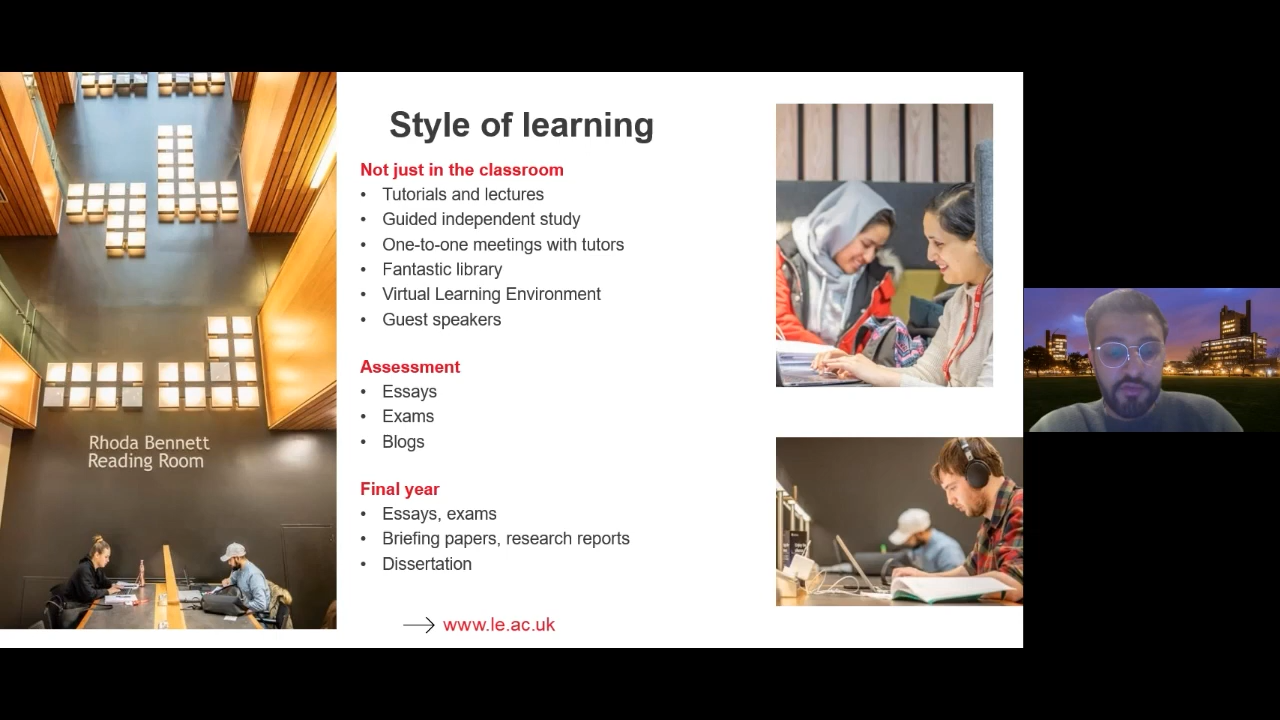 Style of learning
Not just in the classroom
• Tutorials and lectures
• Guided independent study
• One-to-one meetings with tutors
• Fantastic library
• Virtual Learning Environment
• Guest speakers
Assessment
• Essays
• Exams
• Blogs
Final year
• Essays, exams
• Briefing papers, research reports
• Dissertation
www.le.ac.uk
Rhoda Bennett
Reading Room